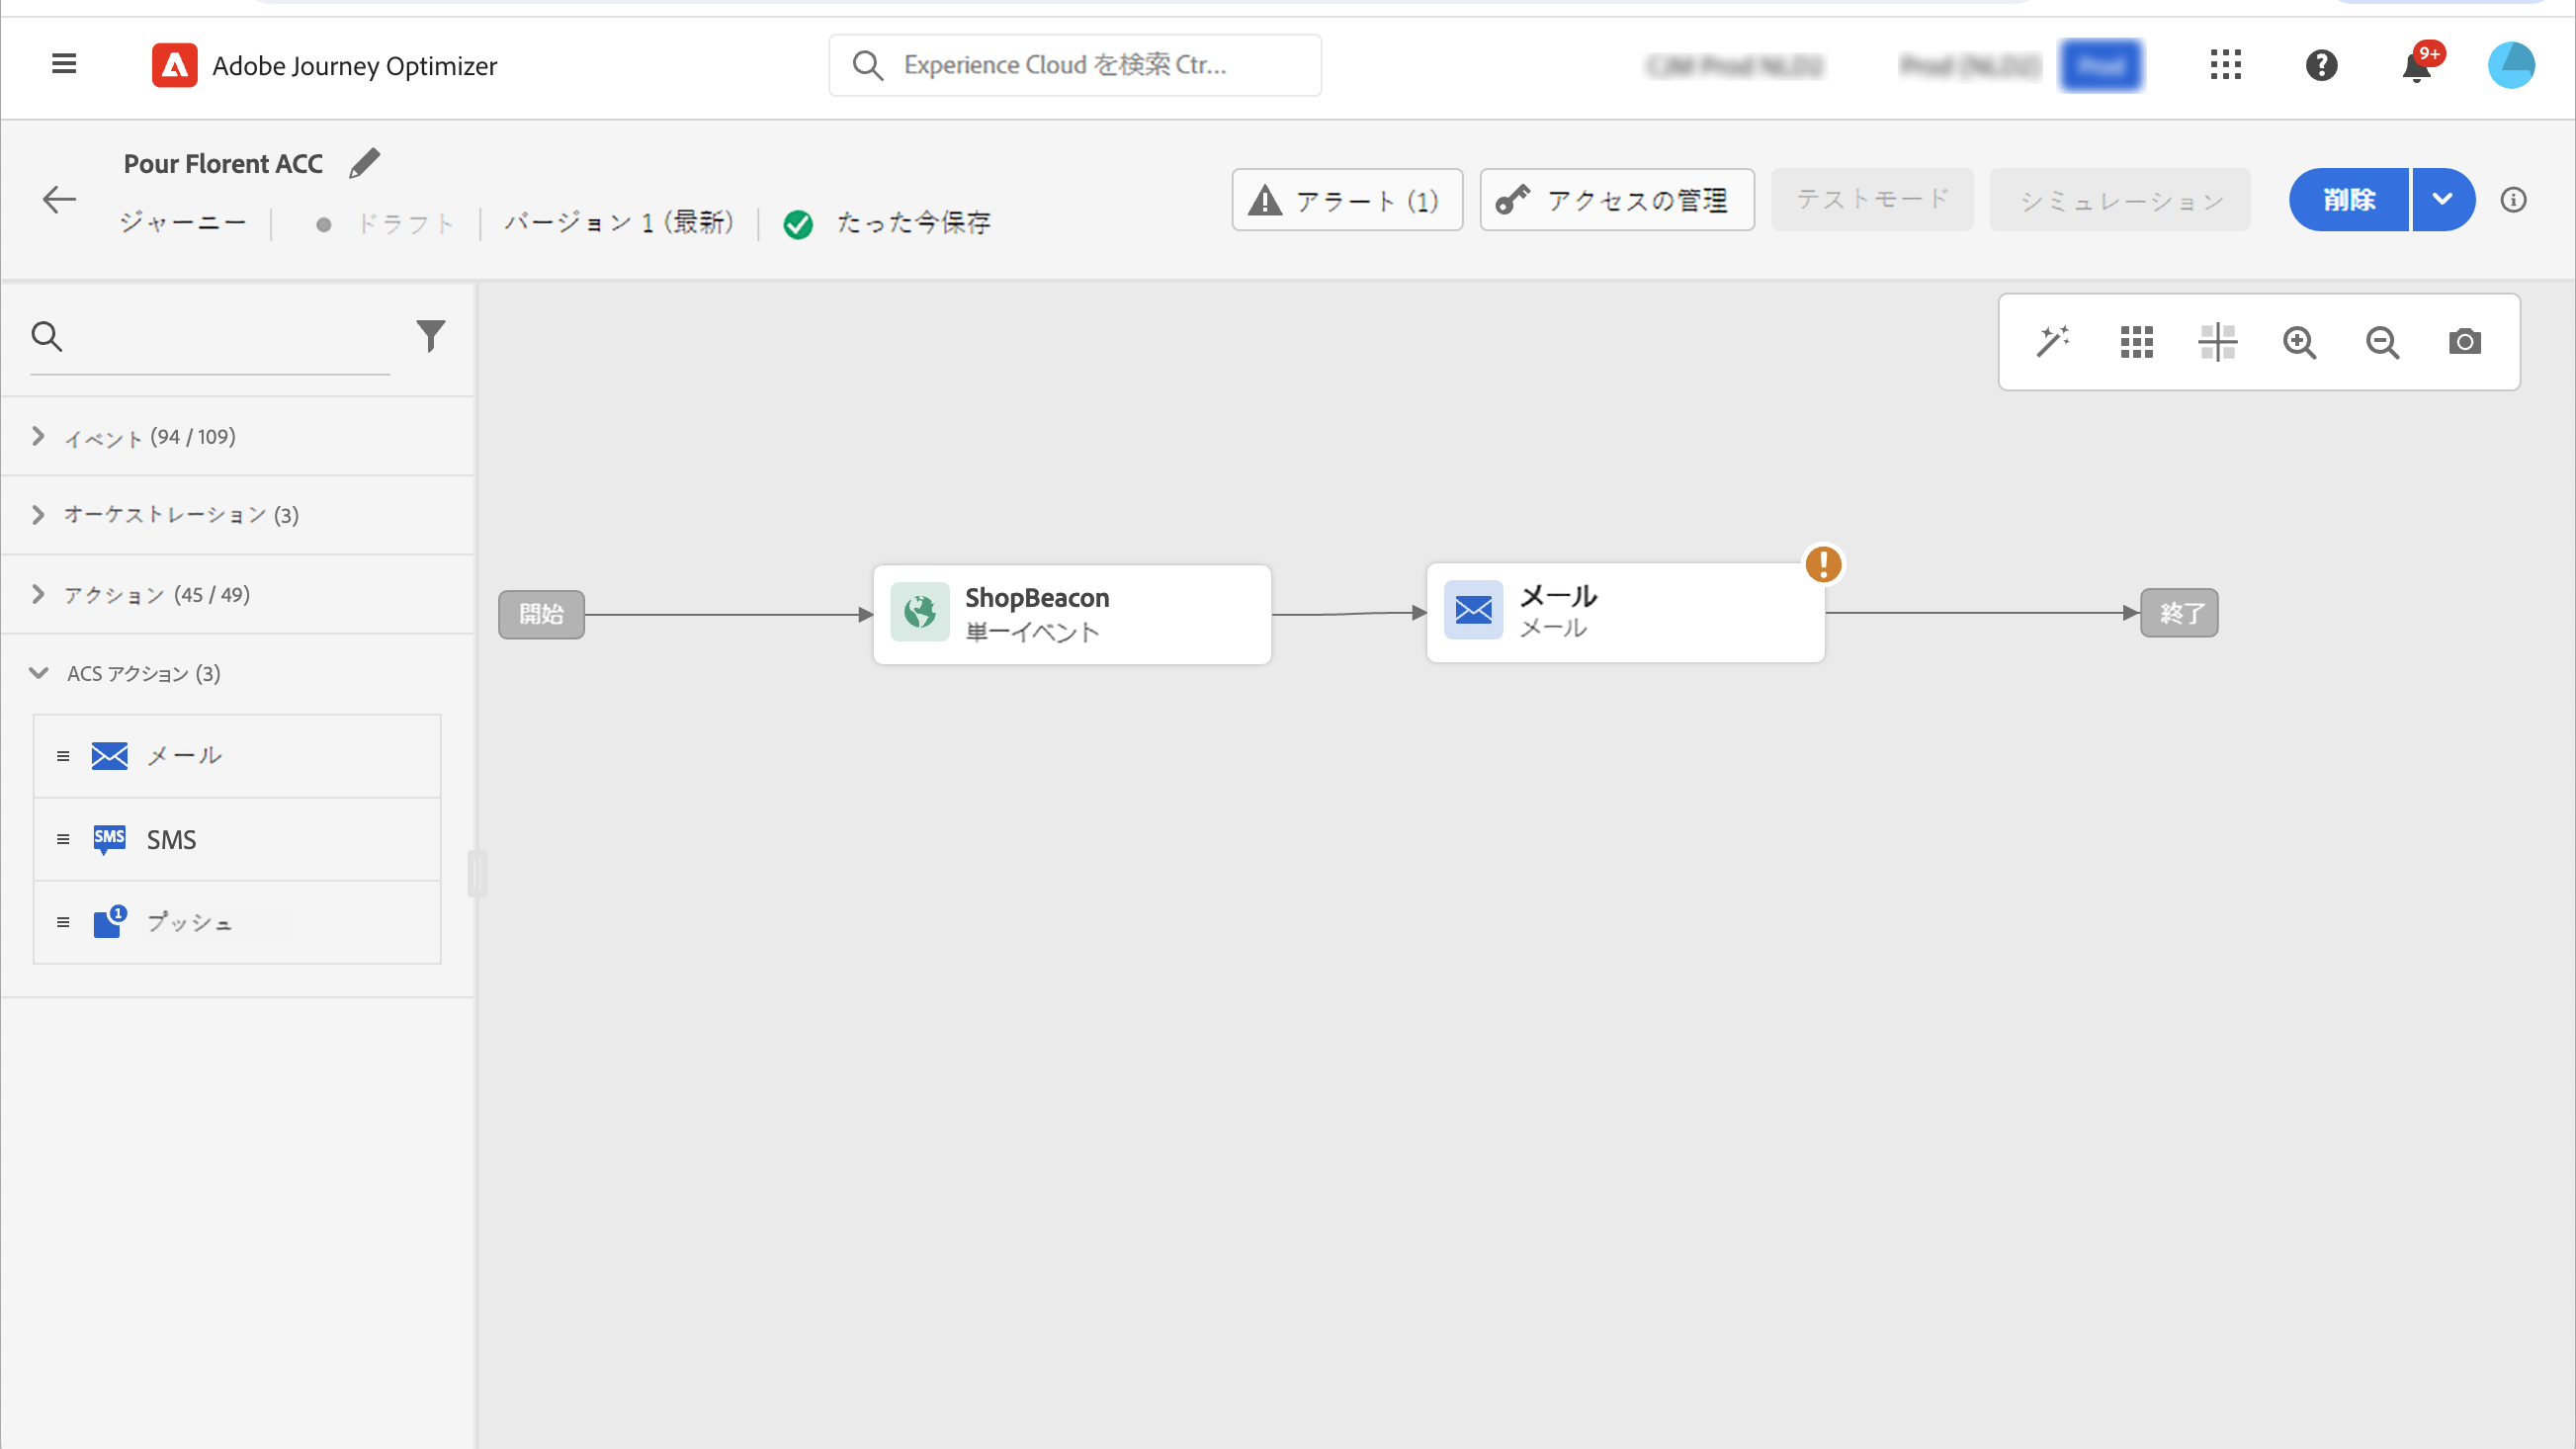 Adobe Journey Optimizer
Experience Cloud を検索 Ctr...
9+
Pour Florent ACC
ジャーニー
ドラフト
バージョン 1 (最新)
たった今保存
アラート (1)
アクセスの管理
テストモード
シミュレーション
削除
イベント (94 / 109)
オーケストレーション (3)
アクション (45 / 49)
ACS アクション (3)
メール
SMS SMS
1 プッシュ
開始
ShopBeacon
単一イベント
メール
メール
終了